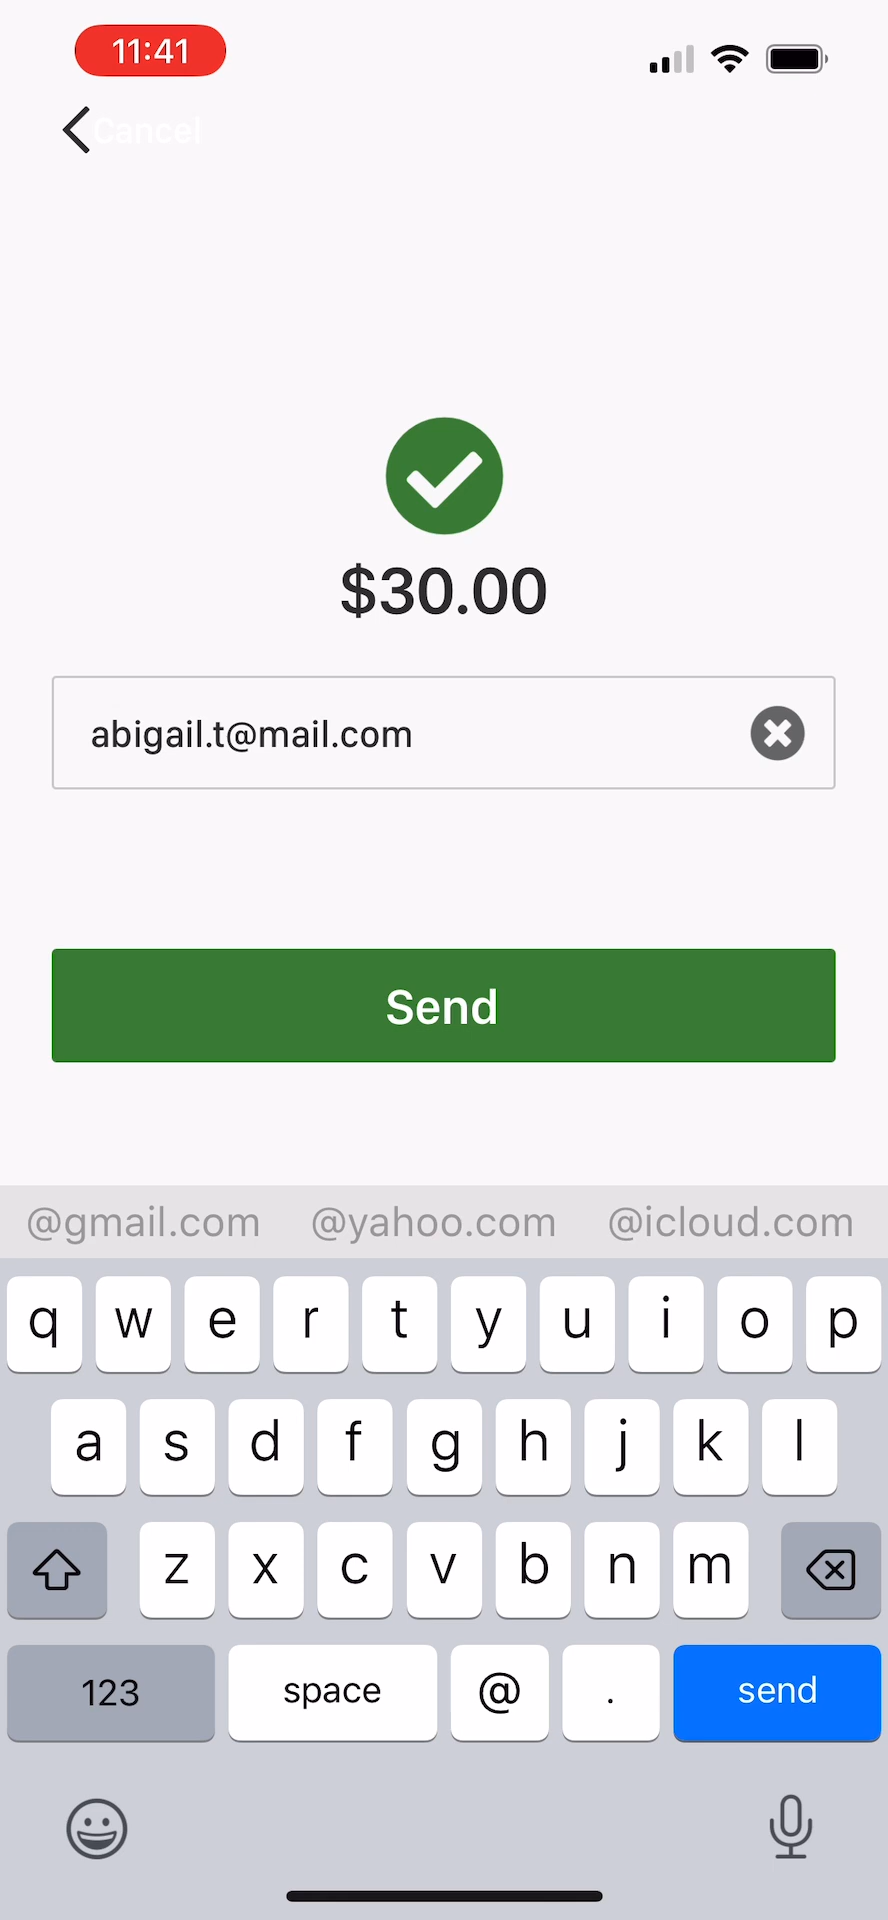 11:41
Cancel
$30.00
abigail.t@mail.com
Send
@gmail.com @yahoo.com @icloud.com
q w e r t y u i o p
a s d f g h j k l
z x c v b n m
123 space @ . send